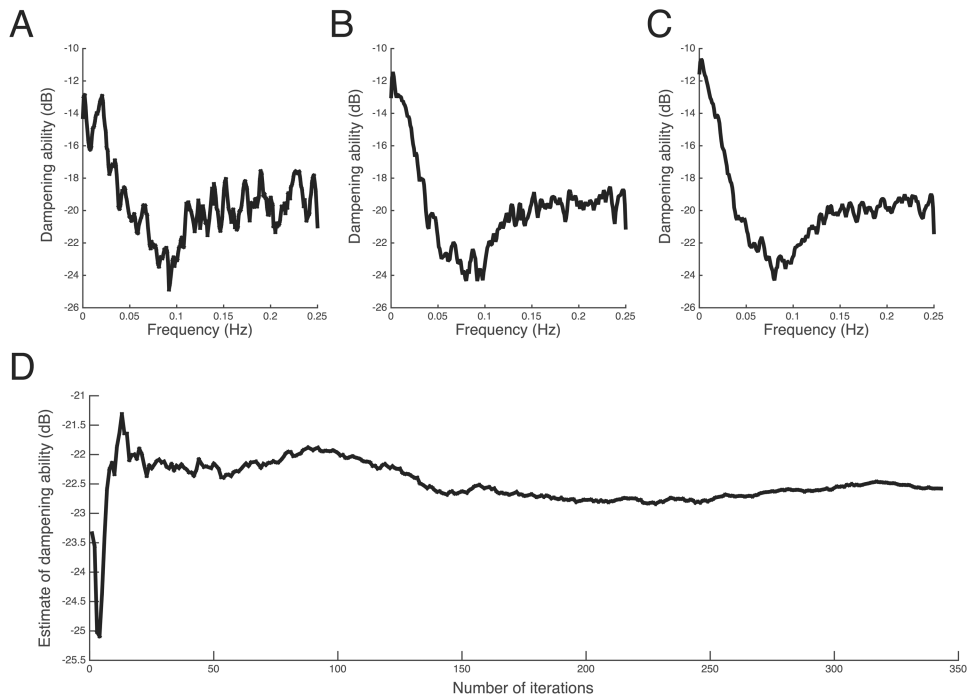 A B C
-10 -10 -10
-12 -12 -12
-14 -14 -14
-16 -16 -16
-18 -18 -18
-20 -20 -20
-22 -22 -22
-24 -24 -24
-26 -26 -26
Dampening ability (dB) Dampening ability (dB) Dampening ability (dB)
0 0.05 0.1 0.15 0.2 0.25 0 0.05 0.1 0.15 0.2 0.25 0 0.05 0.1 0.15 0.2 0.25
Frequency (Hz) Frequency (Hz) Frequency (Hz)
D
-21
-21.5
-22
-22.5
-23
-23.5
-24
-24.5
-25
-25.5
Estimate of dampening ability (dB)
0 50 100 150 200 250 300 350
Number of iterations